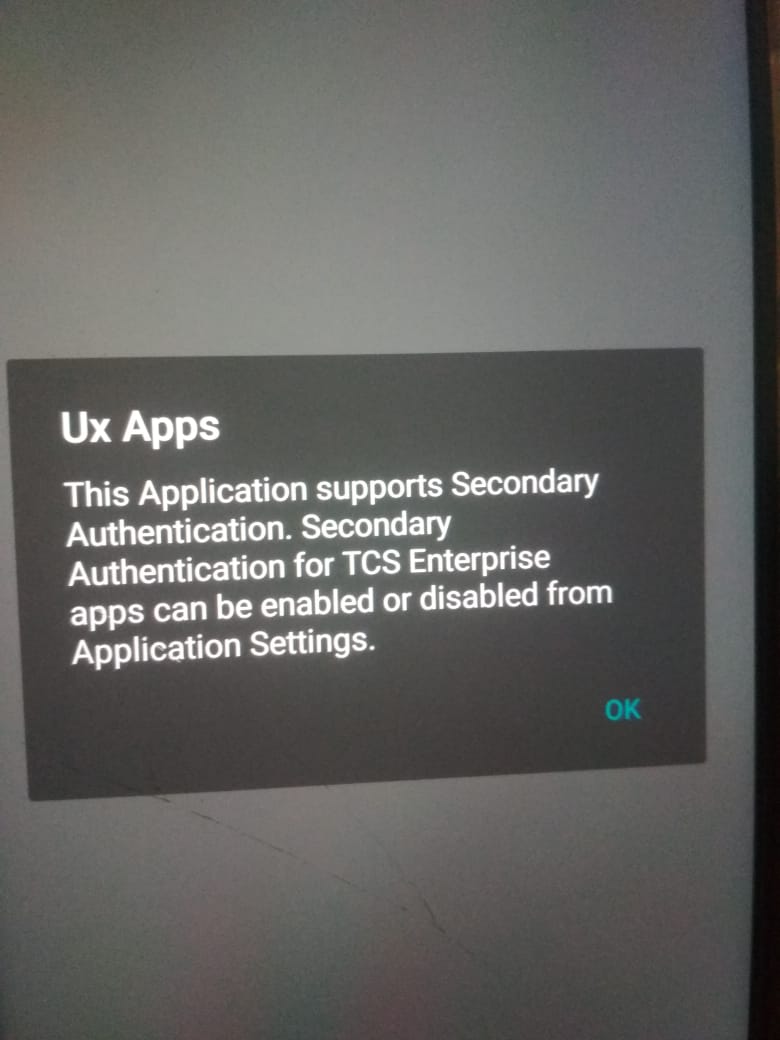 Ux Apps
This Application supports Secondary
Authentication. Secondary
Authentication for TCS Enterprise
apps can be enabled or disabled from
Application Settings.
OK